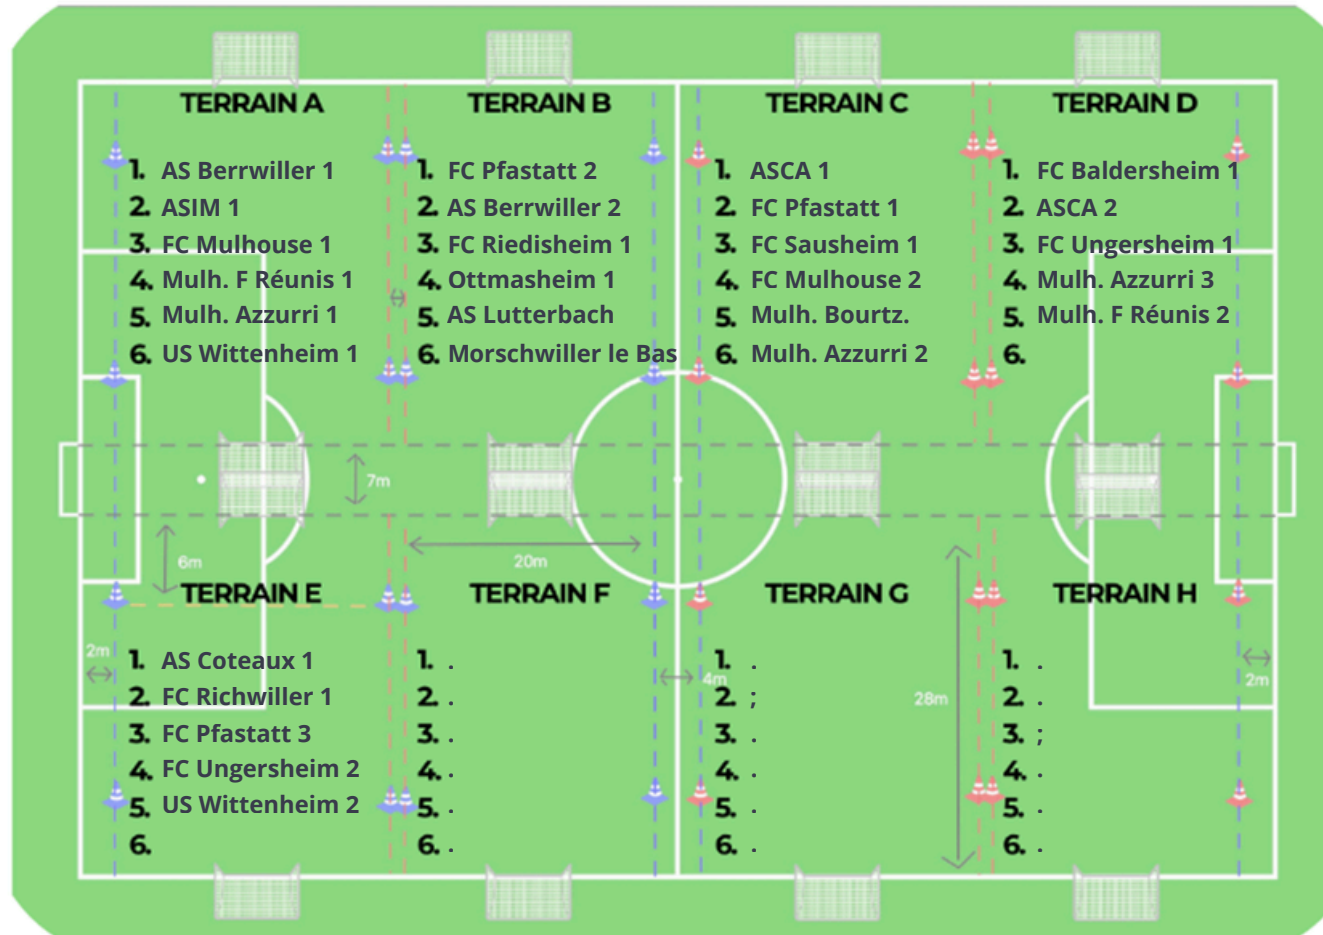 TERRAIN A
1. AS Berrwiller 1
2. ASIM 1
3. FC Mulhouse 1
4. Mulh. F Réunis 1
5. Mulh. Azzurri 1
6. US Wittenheim 1
TERRAIN B
1. FC Pfastatt 2
2. AS Berrwiller 2
3. FC Riedisheim 1
4. Ottmasheim 1
5. AS Lutterbach
6. Morschwiller le Bas
TERRAIN C
1. ASCA 1
2. FC Pfastatt 1
3. FC Sausheim 1
4. FC Mulhouse 2
5. Mulh. Bourtz.
6. Mulh. Azzurri 2
TERRAIN D
1. FC Baldersheim 1
2. ASCA 2
3. FC Ungersheim 1
4. Mulh. Azzurri 3
5. Mulh. F Réunis 2
6.
7m
6m
20m
TERRAIN E
2m
1. AS Coteaux 1
2. FC Richwiller 1
3. FC Pfastatt 3
4. FC Ungersheim 2
5. US Wittenheim 2
6.
TERRAIN F
1. .
2. .
3. .
4. .
5. .
6. .
4m
TERRAIN G
1. .
2. ;
3. .
4. .
5. .
6. .
28m
TERRAIN H
1. .
2. .
3. ;
4. .
5. .
6. .
2m